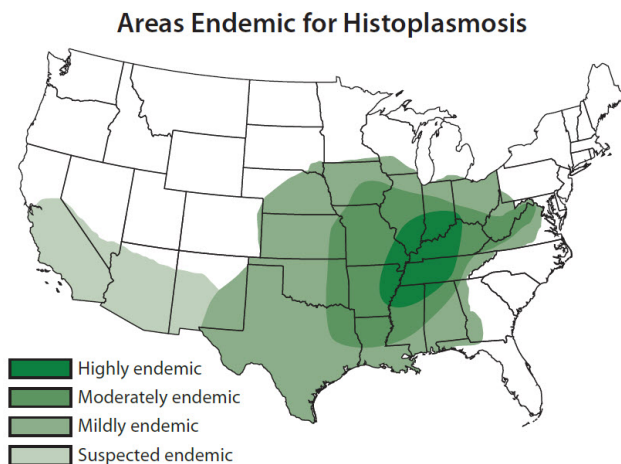 Areas Endemic for Histoplasmosis
Highly endemic
Moderately endemic
Mildly endemic
Suspected endemic